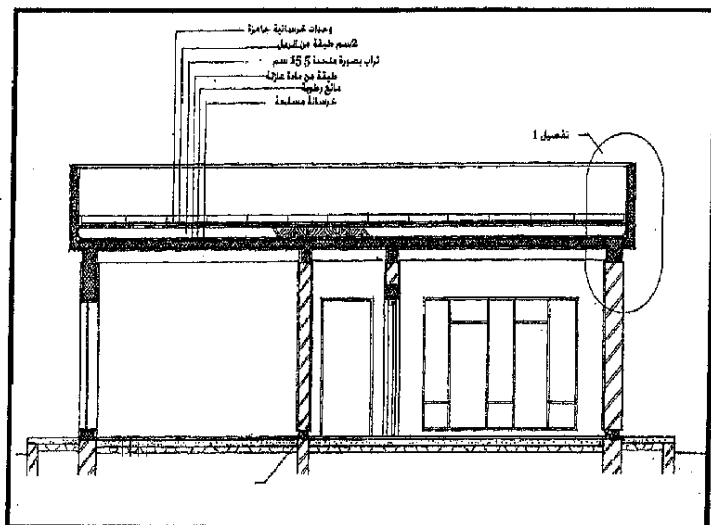 وحدات خرسانية جاهزة
2سم طبقة من الرمل
تراب بصورة منحدة 15.5 سم
طبقة من مادة عازلة
مانع رطوبة
خرسانة مسلحة
تفصيل 1